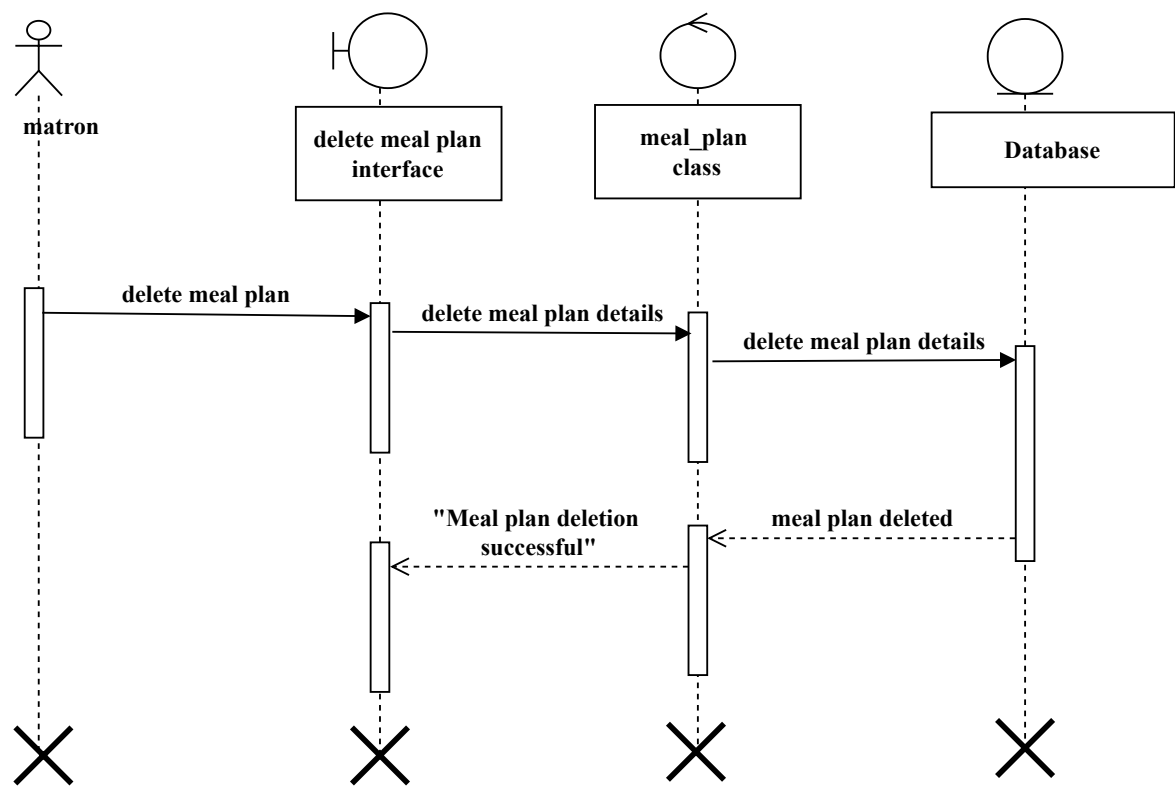 matron
delete meal plan
interface
meal_plan
class
Database
delete meal plan
delete meal plan details
delete meal plan details
"Meal plan deletion
successful"
meal plan deleted